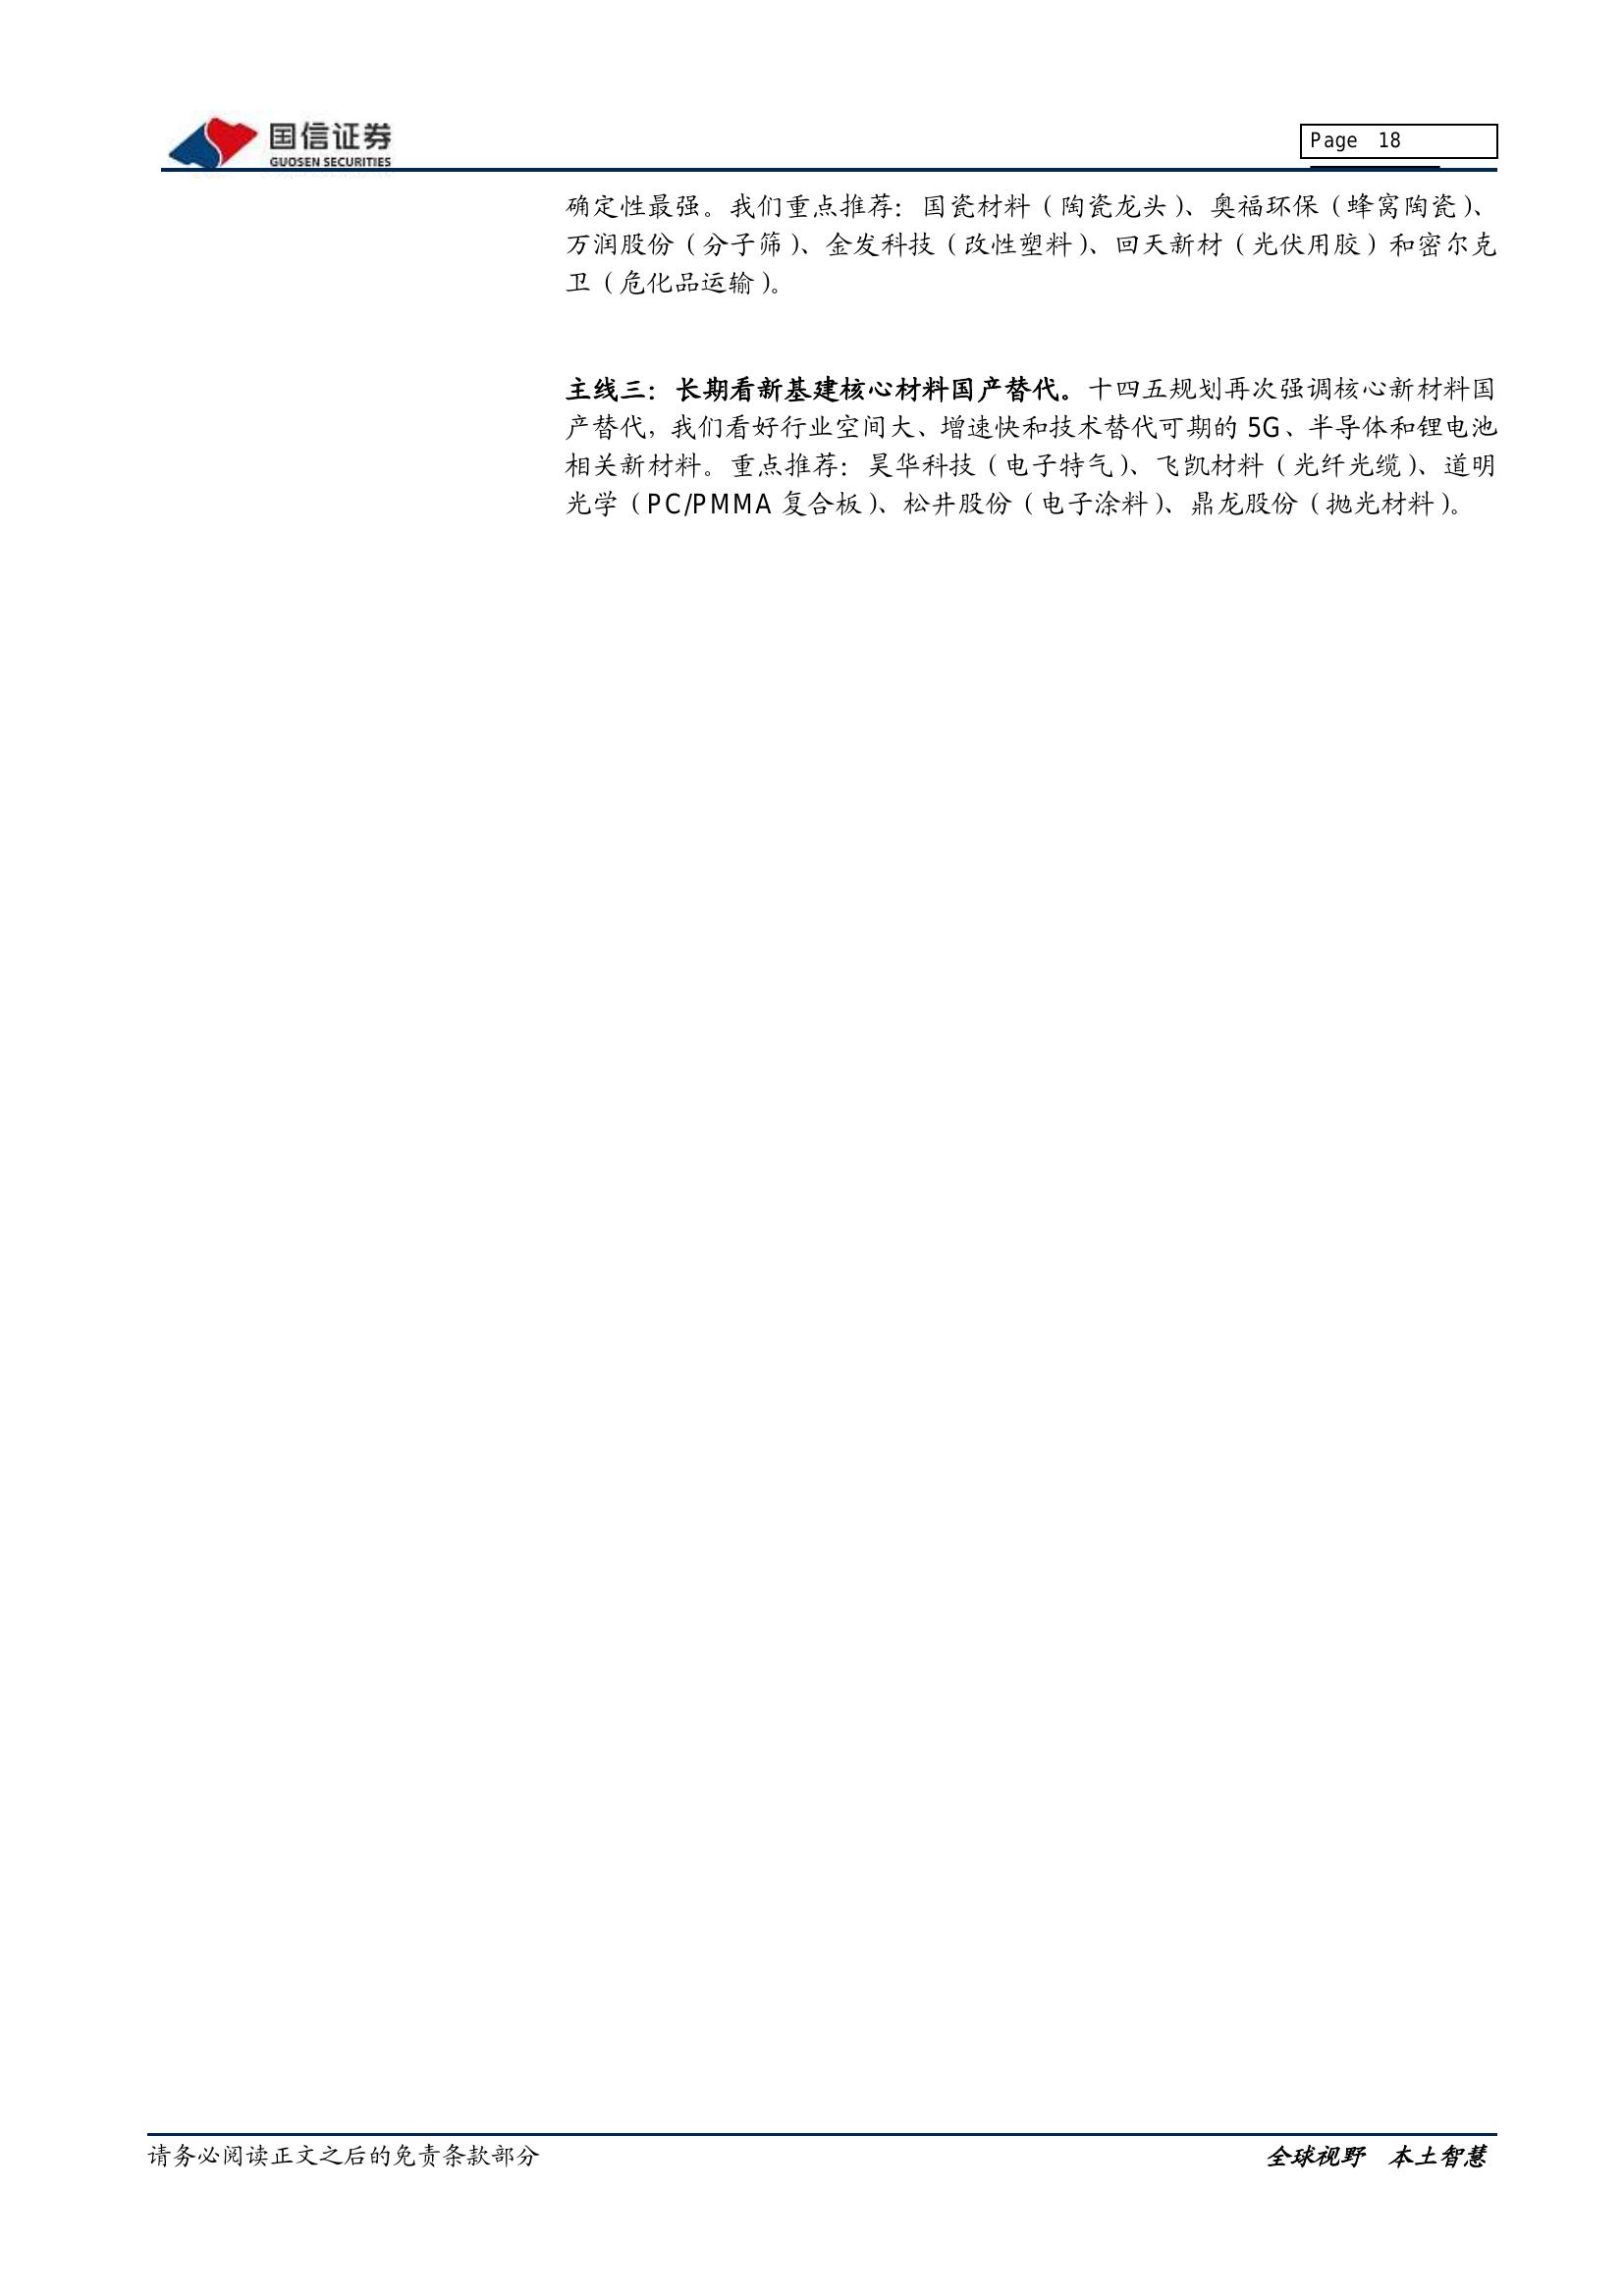 国信证券
GUOSEN SECURITIES
Page 18
确定性最强。我们重点推荐：国瓷材料（陶瓷龙头）、奥福环保（蜂窝陶瓷）、
万润股份（分子筛）、金发科技（改性塑料）、回天新材（光伏用胶）和密尔克
卫（危化品运输）。
主线三：长期看新基建核心材料国产替代。十四五规划再次强调核心新材料国
产替代，我们看好行业空间大、增速快和技术替代可期的 5G、半导体和锂电池
相关新材料。重点推荐：昊华科技（电子特气）、飞凯材料（光纤光缆）、道明
光学（PC/PMMA 复合板）、松井股份（电子涂料）、鼎龙股份（抛光材料）。
请务必阅读正文之后的免责条款部分
全球视野 本土智慧